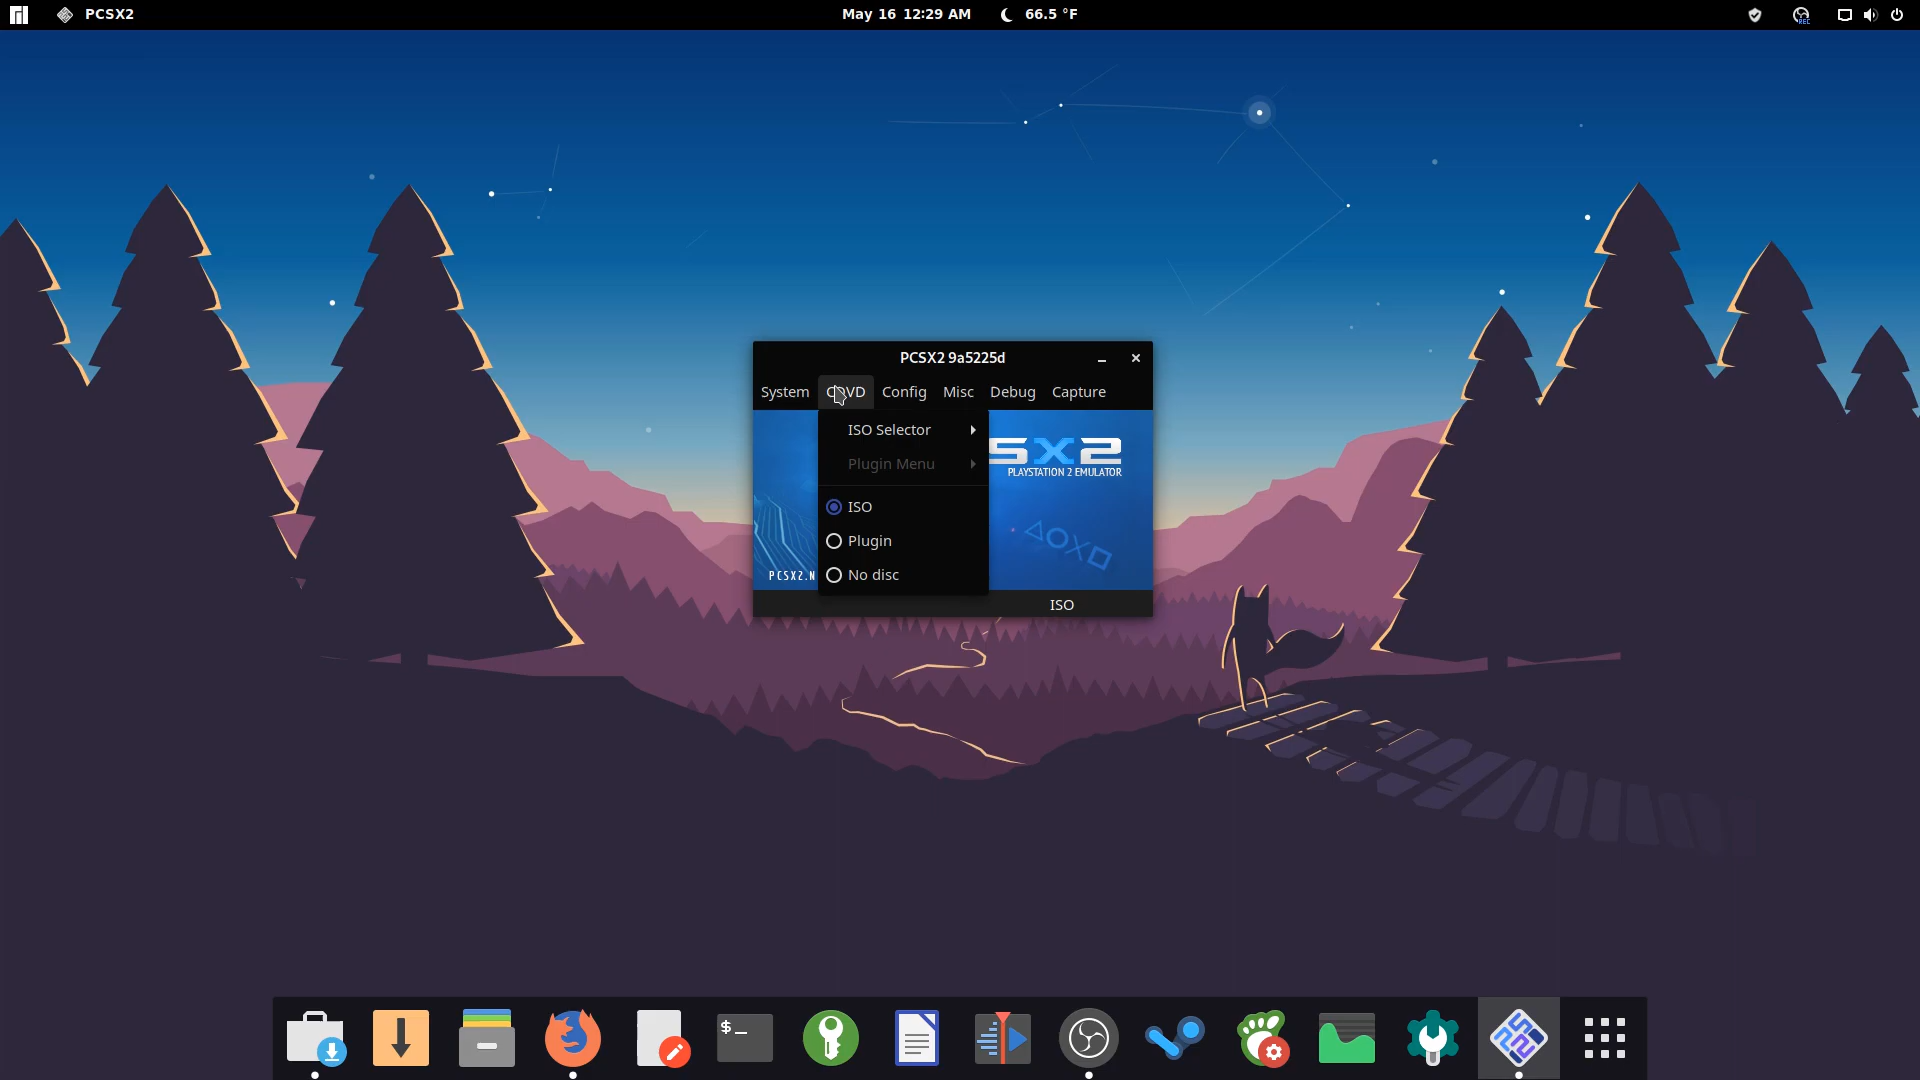 PCSX2
May 16 12:29 AM
66.5 °F
REC
PCSX2 9a5225d
System
Config
Misc
Debug
Capture
ISO Selector
Plugin Menu
ISO
Plugin
No disc
SX2
PLAYSTATION 2 EMULATOR
PCSX2.N
ISO
$